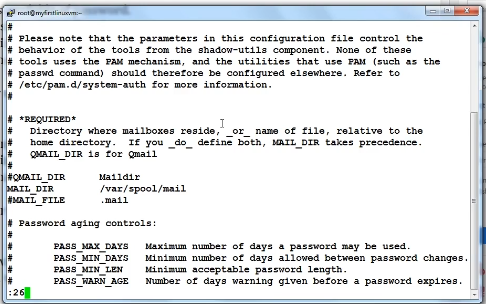 root@myfirstlinuxvm:~
#
# Please note that the parameters in this configuration file control the
# behavior of the tools from the shadow-utils component. None of these
# tools uses the PAM mechanism, and the utilities that use PAM (such as the
# passwd command) should therefore be configured elsewhere. Refer to
# /etc/pam.d/system-auth for more information.
#
# *REQUIRED*
#   Directory where mailboxes reside, _or_ name of file, relative to the
#   home directory.  If you _do_ define both, MAIL_DIR takes precedence.
#   QMAIL_DIR is for Qmail
#
#QMAIL_DIR      Maildir
MAIL_DIR        /var/spool/mail
#MAIL_FILE      .mail

# Password aging controls:
#
#       PASS_MAX_DAYS   Maximum number of days a password may be used.
#       PASS_MIN_DAYS   Minimum number of days allowed between password changes.
#       PASS_MIN_LEN    Minimum acceptable password length.
#       PASS_WARN_AGE   Number of days warning given before a password expires.
:26